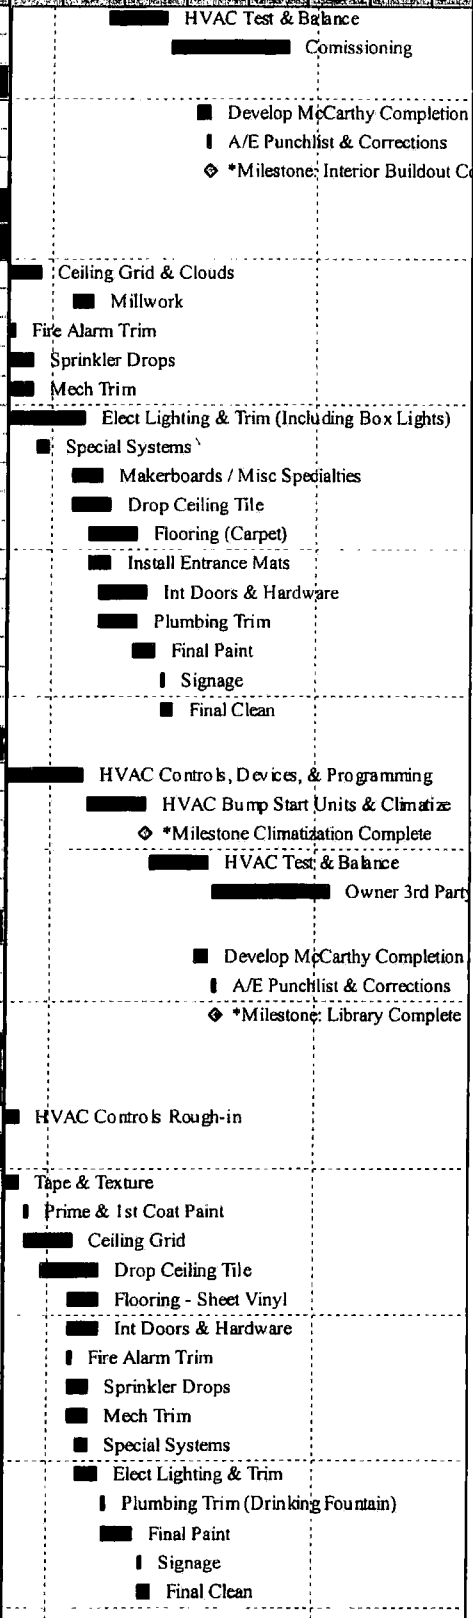 HVAC Test & Balance
Comissioning
Develop McCarthy Completion
A/E Punchlist & Corrections
*Milestone: Interior Buildout
Ceiling Grid & Clouds
Millwork
Fire Alarm Trim
Sprinkler Drops
Mech Trim
Elect Lighting & Trim (Including Box Lights)
Special Systems
Makerboards / Misc Specialties
Drop Ceiling Tile
Flooring (Carpet)
Install Entrance Mats
Int Doors & Hardware
Plumbing Trim
Final Paint
Signage
Final Clean
HVAC Controls, Devices, & Programming
HVAC Bump Start Units & Climatize
*Milestone Climatization Complete
HVAC Test & Balance
Owner 3rd Party
Develop McCarthy Completion
A/E Punchlist & Corrections
*Milestone: Library Complete
HVAC Controls Rough-in
Tape & Texture
Prime & 1st Coat Paint
Ceiling Grid
Drop Ceiling Tile
Flooring - Sheet Vinyl
Int Doors & Hardware
Fire Alarm Trim
Sprinkler Drops
Mech Trim
Special Systems
Elect Lighting & Trim
Plumbing Trim (Drinking Fountain)
Final Paint
Signage
Final Clean